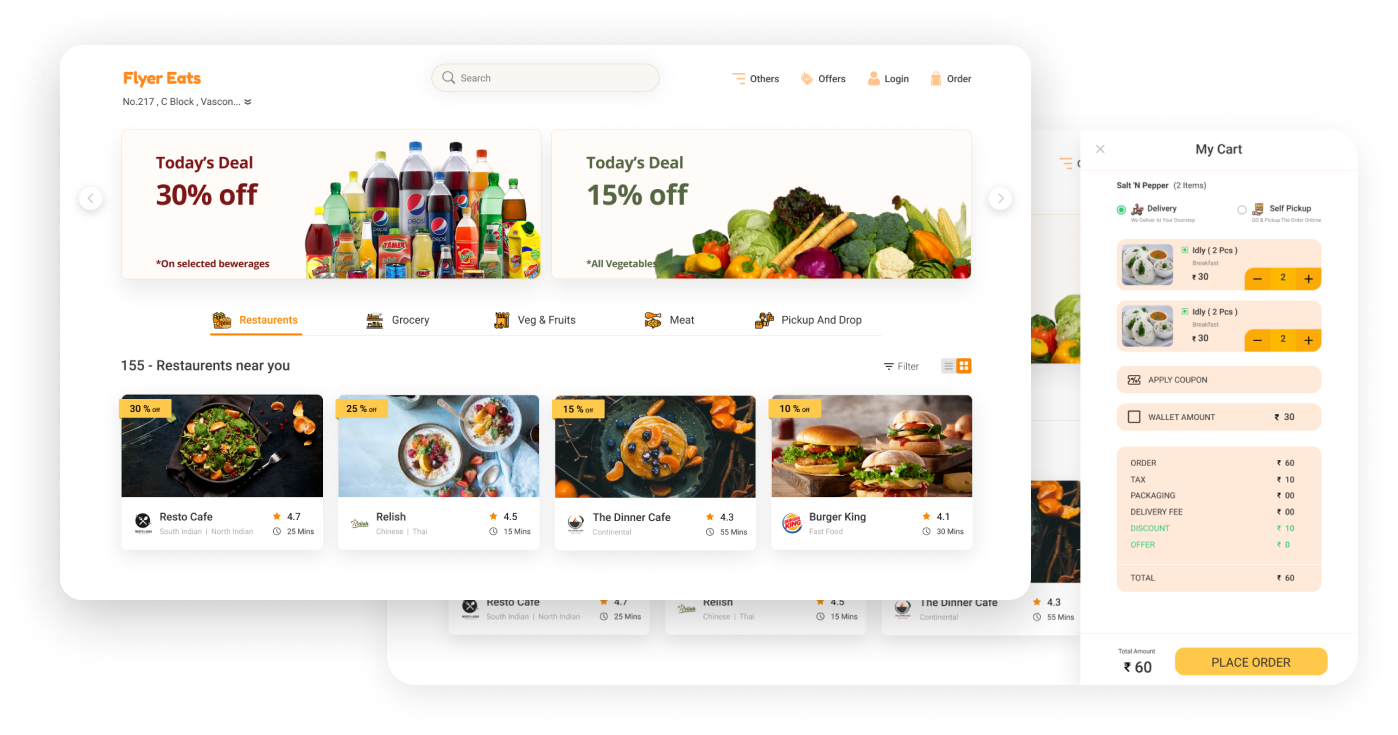 Flyer Eats
Search
Others
Offers
Login
Order
No.217 , C Block , Vascon...
Today's Deal
30% off
*On selected bewerages
pepsi
Today's Deal
15% off
*All Vegetables
Restaurents
Grocery
Veg & Fruits
Meat
Pickup And Drop
155 - Restaurents near you
Filter
30 % off
Resto Cafe
4.7
South Indian | North Indian
25 Mins
25 % off
Relish
4.5
Chinese | Thai
15 Mins
15 % off
The Dinner Cafe
4.3
Continental
55 Mins
10 % off
BURGER KING
Burger King
4.1
Fast Food
30 Mins
Resto Cafe
4.7
South Indian | North Indian
25 Mins
Relish
4.5
Chinese | Thai
15 Mins
The Dinner Cafe
4.3
Continental
55 Mins
My Cart
Salt 'N Pepper (2 Items)
Delivery
We Deliver At Your Doorstep
Self Pickup
GO & Pickup The Order Ontime
Idly ( 2 Pcs )
Breakfast
₹ 30
− 2 +
Idly ( 2 Pcs )
Breakfast
₹ 30
− 2 +
APPLY COUPON
WALLET AMOUNT ₹ 30
ORDER ₹ 60
TAX ₹ 10
PACKAGING ₹ 00
DELIVERY FEE ₹ 00
DISCOUNT ₹ 10
OFFER ₹ 0
TOTAL ₹ 60
Total Amount
₹ 60
PLACE ORDER